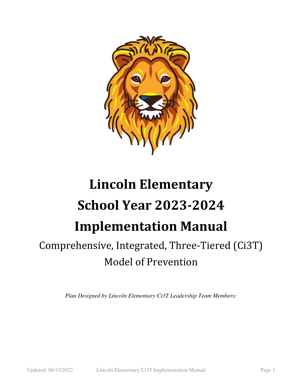 Lincoln Elementary
School Year 2023-2024
Implementation Manual
Comprehensive, Integrated, Three-Tiered (Ci3T)
Model of Prevention
Plan Designed by Lincoln Elementary Ci3T Leadership Team Members:
Updated: 06/15/2022 Lincoln Elementary Ci3T Implementation Manual Page 1